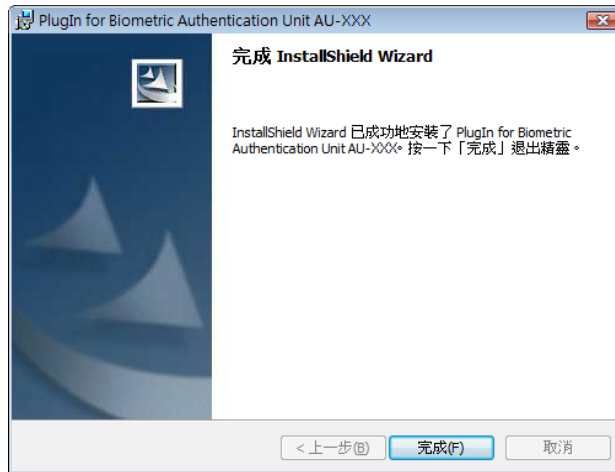 PlugIn for Biometric Authentication Unit AU-XXX
完成 InstallShield Wizard
InstallShield Wizard 已成功地安裝了 PlugIn for Biometric
Authentication Unit AU-XXX。按一下「完成」退出精靈。
< 上一步(B)
完成(F)
取消